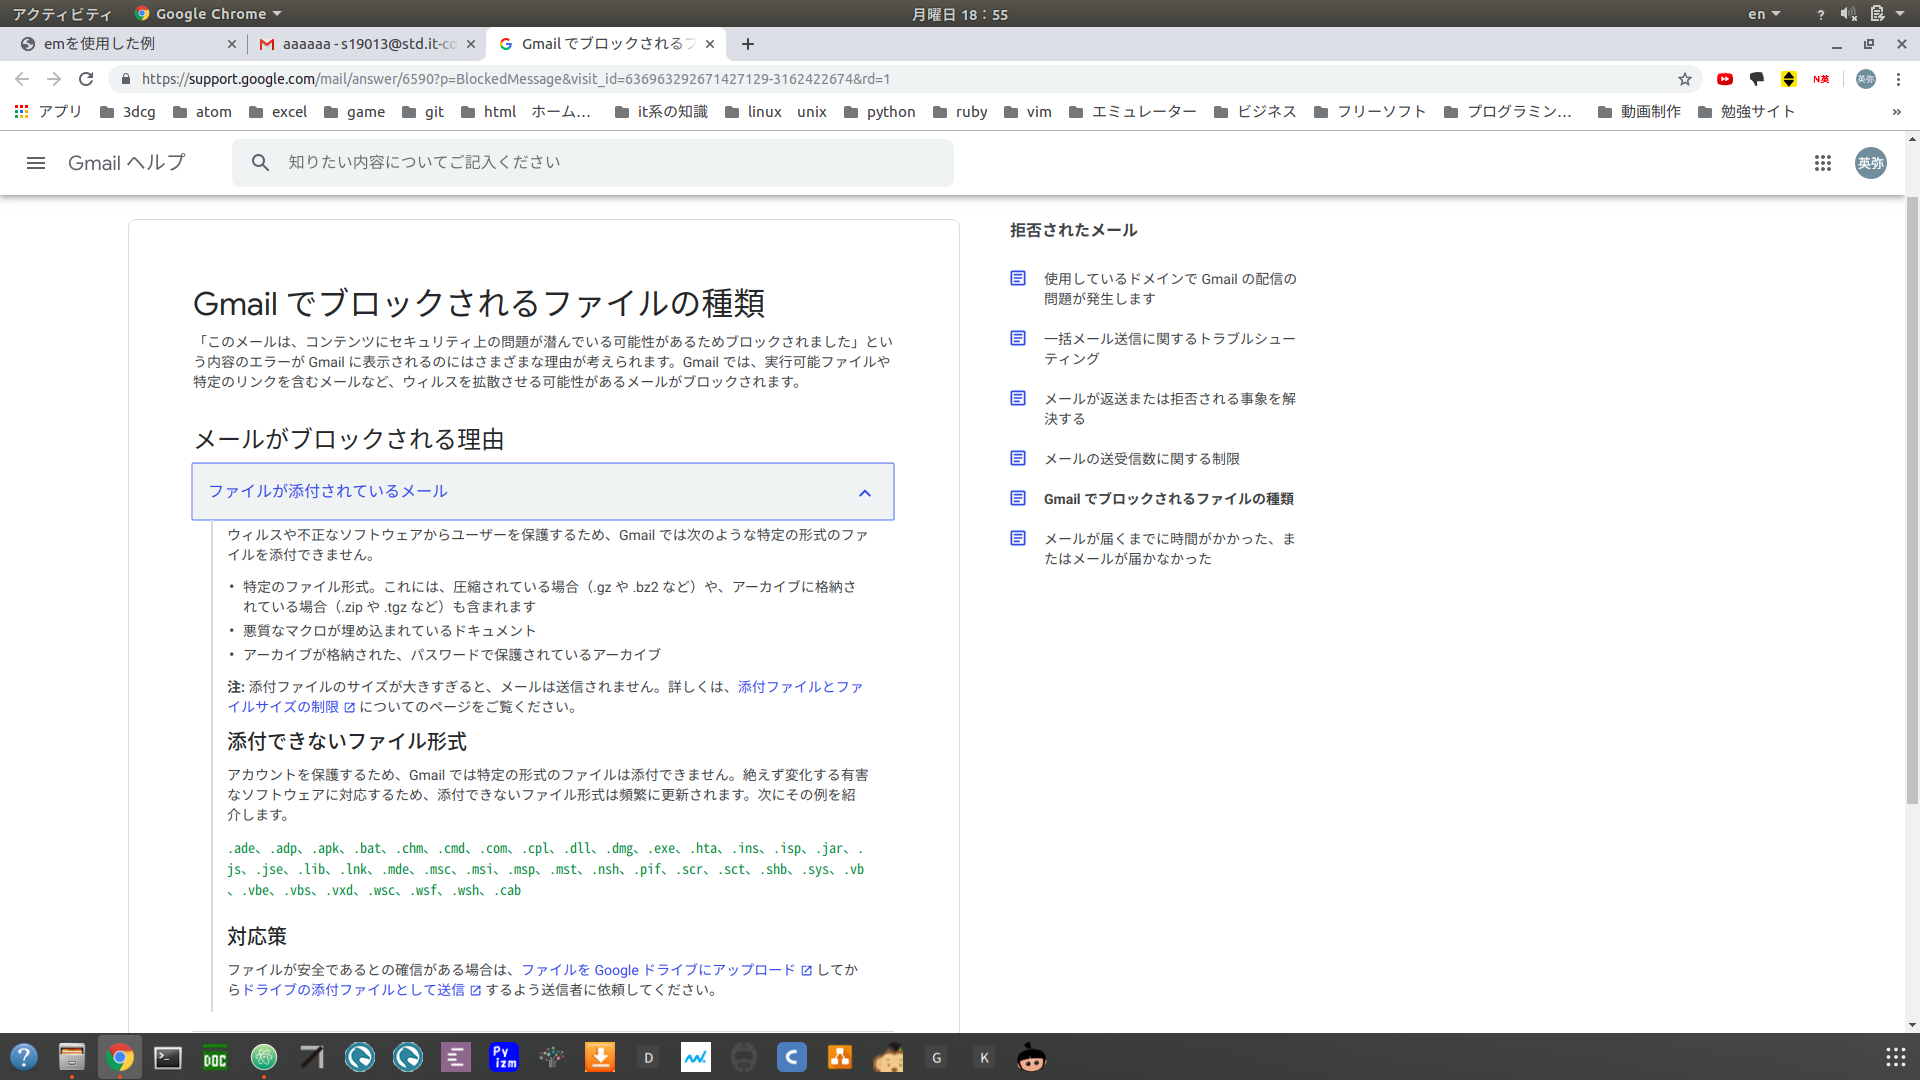 アクティビティ Google Chrome 月曜日 18：55 en
emを使用した例 aaaaaa - s19013@std.it-co Gmail でブロックされるフ
https://support.google.com/mail/answer/6590?p=BlockedMessage&visit_id=636963292671427129-3162422674&rd=1 N英 英弥
アプリ 3dcg atom excel game git html ホーム… it系の知識 linux unix python ruby vim エミュレーター ビジネス フリーソフト プログラミン… 動画制作 勉強サイト »
Gmail ヘルプ 知りたい内容についてご記入ください 英弥
Gmail でブロックされるファイルの種類
「このメールは、コンテンツにセキュリティ上の問題が潜んでいる可能性があるためブロックされました」とい
う内容のエラーが Gmail に表示されるのにはさまざまな理由が考えられます。Gmail では、実行可能ファイルや
特定のリンクを含むメールなど、ウィルスを拡散させる可能性があるメールがブロックされます。
メールがブロックされる理由
ファイルが添付されているメール
ウィルスや不正なソフトウェアからユーザーを保護するため、Gmail では次のような特定の形式のファ
イルを添付できません。
• 特定のファイル形式。これには、圧縮されている場合（.gz や .bz2 など）や、アーカイブに格納さ
れている場合（.zip や .tgz など）も含まれます
• 悪質なマクロが埋め込まれているドキュメント
• アーカイブが格納された、パスワードで保護されているアーカイブ
注: 添付ファイルのサイズが大きすぎると、メールは送信されません。詳しくは、添付ファイルとファ
イルサイズの制限 についてのページをご覧ください。
添付できないファイル形式
アカウントを保護するため、Gmail では特定の形式のファイルは添付できません。絶えず変化する有害
なソフトウェアに対応するため、添付できないファイル形式は頻繁に更新されます。次にその例を紹
介します。
.ade、.adp、.apk、.bat、.chm、.cmd、.com、.cpl、.dll、.dmg、.exe、.hta、.ins、.isp、.jar、.
js、.jse、.lib、.lnk、.mde、.msc、.msi、.msp、.mst、.nsh、.pif、.scr、.sct、.shb、.sys、.vb
、.vbe、.vbs、.vxd、.wsc、.wsf、.wsh、.cab
対応策
ファイルが安全であるとの確信がある場合は、ファイルを Google ドライブにアップロード してか
らドライブの添付ファイルとして送信 するよう送信者に依頼してください。
拒否されたメール
使用しているドメインで Gmail の配信の
問題が発生します
一括メール送信に関するトラブルシュー
ティング
メールが返送または拒否される事象を解
決する
メールの送受信数に関する制限
Gmail でブロックされるファイルの種類
メールが届くまでに時間がかかった、ま
たはメールが届かなかった
DOC Py izm D C G K